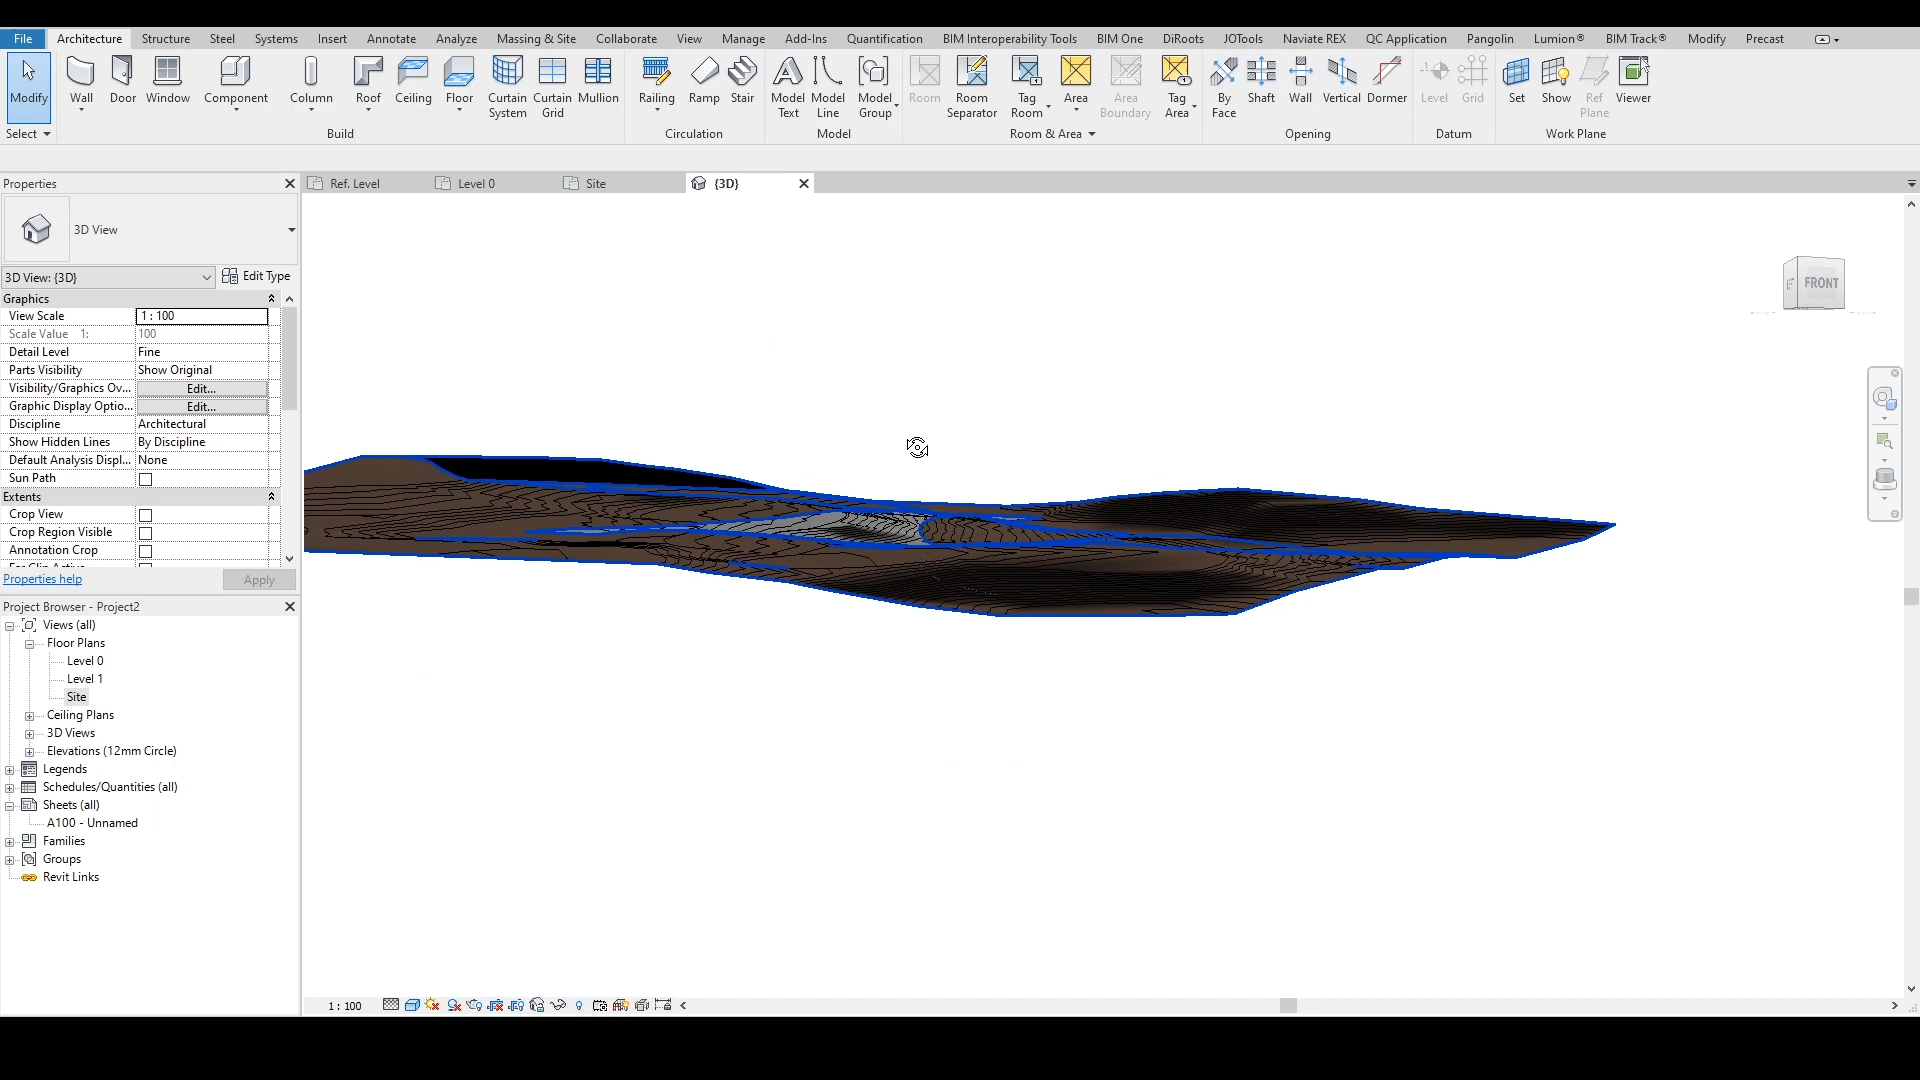 File Architecture Structure Steel Systems Insert Annotate Analyze Massing & Site Collaborate View Manage Add-Ins Quantification BIM Interoperability Tools BIM One DiRoots JOTools Naviate REX QC Application Pangolin Lumion® BIM Track® Modify Precast
Modify Wall Door Window Component Column Roof Ceiling Floor Curtain System Curtain Grid Mullion Railing Ramp Stair Model Text Model Line Model Group Room Room Separator Tag Room Area Area Boundary Tag Area By Face Shaft Wall Vertical Dormer Level Grid Set Show Ref Plane Viewer
Select Build Circulation Model Room & Area Opening Datum Work Plane
Properties
Ref. Level Level 0 Site {3D}
3D View
3D View: {3D} Edit Type
Graphics
View Scale 1 : 100
Scale Value 1: 100
Detail Level Fine
Parts Visibility Show Original
Visibility/Graphics Ov... Edit...
Graphic Display Optio... Edit...
Discipline Architectural
Show Hidden Lines By Discipline
Default Analysis Displ... None
Sun Path
Extents
Crop View
Crop Region Visible
Annotation Crop
Properties help Apply
Project Browser - Project2
Views (all)
Floor Plans
Level 0
Level 1
Site
Ceiling Plans
3D Views
Elevations (12mm Circle)
Legends
Schedules/Quantities (all)
Sheets (all)
A100 - Unnamed
Families
Groups
Revit Links
FRONT
1 : 100